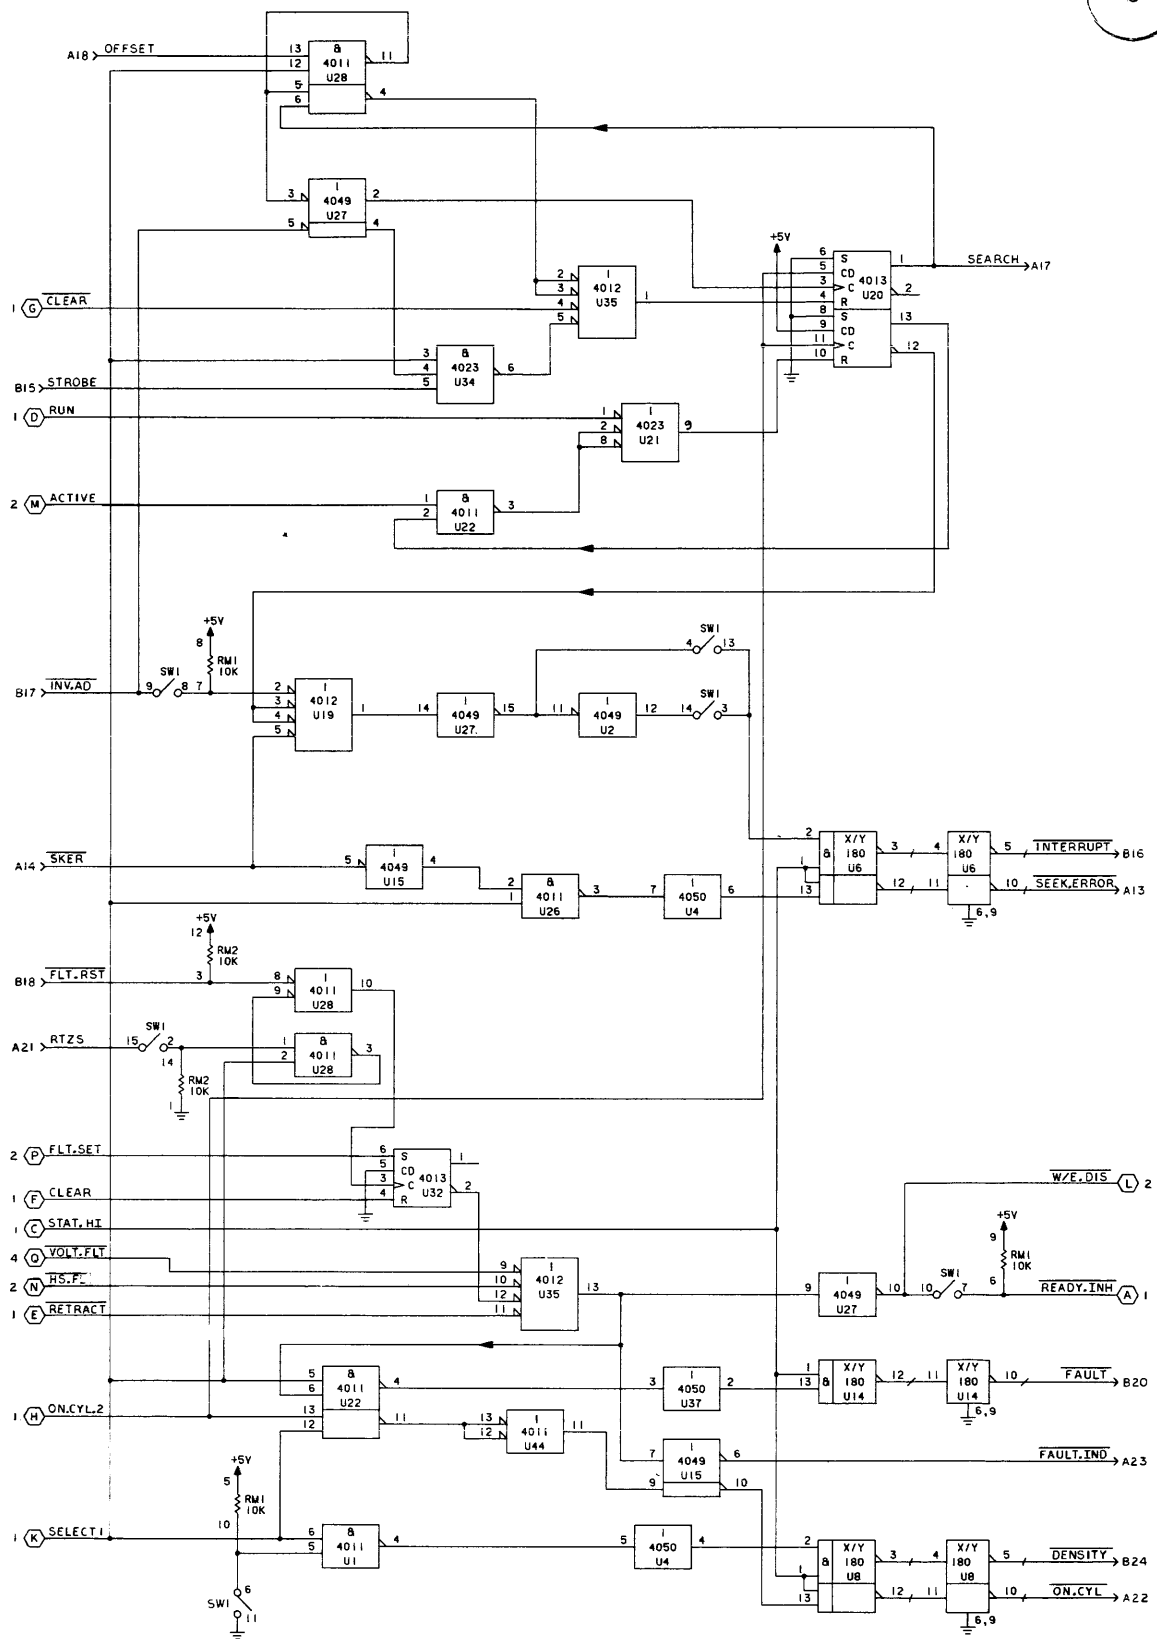 A18 OFFSET
13 & 11
12 4011
U28
5 4
6
3 1 2
4049
U27
5 4
+5V
6 S 1 SEARCH A17
5 CD
3 C 4013 2
4 R U20
8 S 13
9 CD
11 C 12
10 R
2 1
3 4012 1
4 U35
5
1 G CLEAR
3 & 6
4 4023
5 U34
B15 STROBE
1 D RUN
1 1 9
2 4023
8 U21
2 M ACTIVE
1 & 3
2 4011
U22
+5V
8
RM1
10K
SW1
4 13
B17 INV.AD 9 SW1 8 7
2 1
3 4012 1
4 U19
5
14 1 15
4049
U27
11 1 12
4049
U2
SW1
14 3
A14 SKER
5 1 4
4049
U15
2 & 3
1 4011
U26
7 1 6
4050
U4
2 X/Y 3
& 180
1 U6
13 12
4 X/Y 5 INTERRUPT B16
180
U6
11 10 SEEK.ERROR A13
6,9
+5V
12
RM2
10K
B18 FLT.RST 3
8 1 10
9 4011
U28
A21 RTZS 15 SW1 2
14
RM2
10K
1
1 & 3
2 4011
U28
2 P FLT.SET
6 S 1
5 CD
3 C 4013 2
4 R U32
1 F CLEAR
1 C STAT.HI
4 Q VOLT.FLT
2 N HS.FL
1 E RETRACT
9 1 13
10 4012
12 U35
11
9 1 10
4049
U27
W/E.DIS L 2
+5V
9
RM1
10K
6
10 SW1 7 READY.INH A 1
5 & 4
6 4011
U22
13 11
12
3 1 2
4050
U37
1 X/Y 12
13 & 180
U14
11 X/Y 10 FAULT B20
180
U14
6,9
1 H ON.CYL.2
13 1 11
12 4011
U44
7 1 6 FAULT.IND A23
4049
U15
9 10
+5V
5
RM1
10K
10
1 K SELECT 1
6 & 4
5 4011
U1
5 1 4
4050
U4
2 X/Y 3
& 180
1 U8
13 12
4 X/Y 5 DENSITY B24
180
U8
11 10 ON.CYL A22
6,9
6
SW1
11